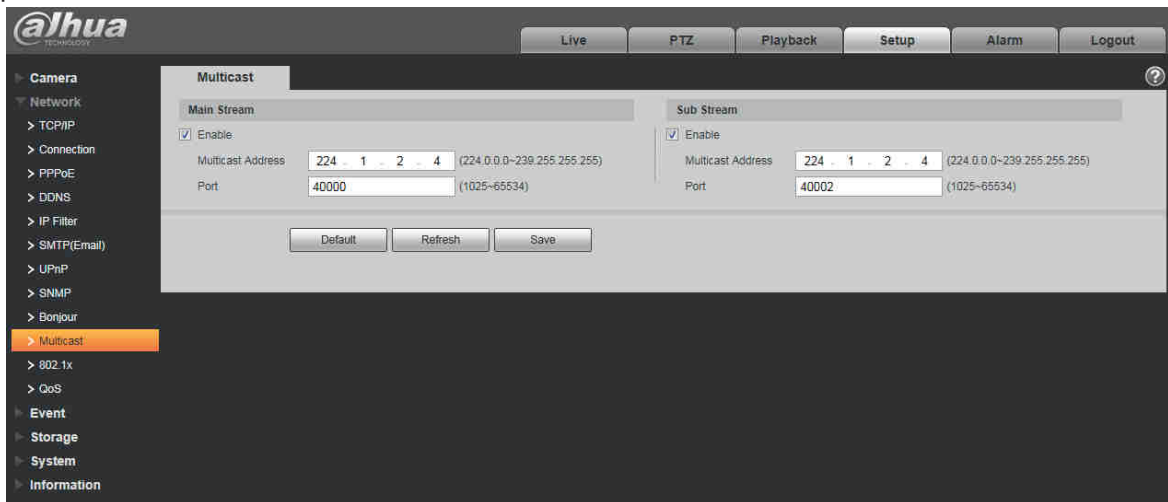 alhua
TECHNOLOGY
Live PTZ Playback Setup Alarm Logout
Camera
Network
> TCP/IP
> Connection
> PPPoE
> DDNS
> IP Filter
> SMTP(Email)
> UPnP
> SNMP
> Bonjour
> Multicast
> 802.1x
> QoS
Event
Storage
System
Information
Multicast ?
Main Stream
Enable
Multicast Address 224 . 1 . 2 . 4 (224.0.0.0~239.255.255.255)
Port 40000 (1025~65534)
Sub Stream
Enable
Multicast Address 224 . 1 . 2 . 4 (224.0.0.0~239.255.255.255)
Port 40002 (1025~65534)
Default Refresh Save